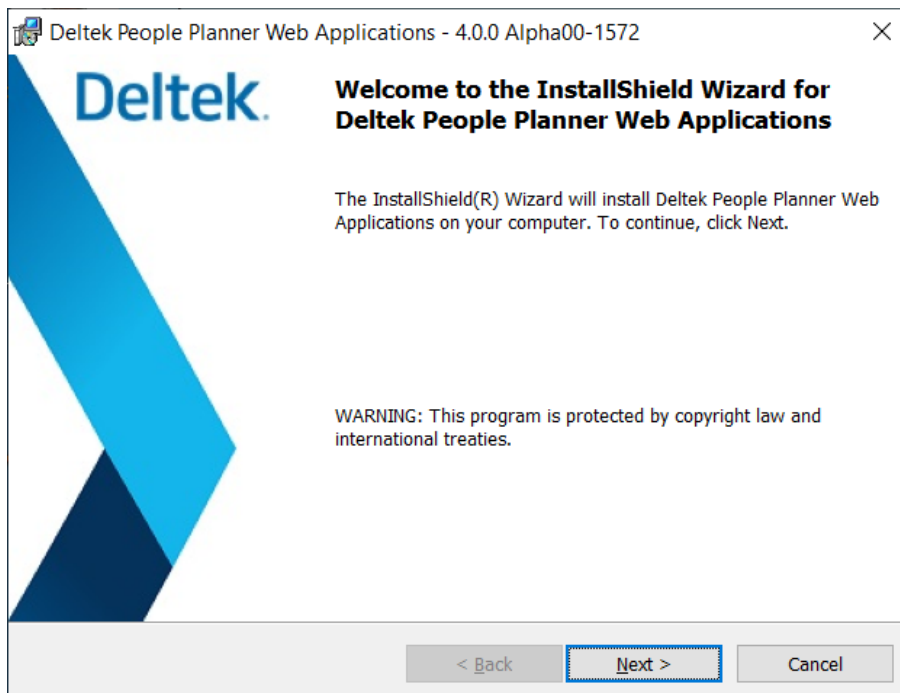 Deltek People Planner Web Applications - 4.0.0 Alpha00-1572
Deltek.
Welcome to the InstallShield Wizard for
Deltek People Planner Web Applications
The InstallShield(R) Wizard will install Deltek People Planner Web
Applications on your computer. To continue, click Next.
WARNING: This program is protected by copyright law and
international treaties.
< Back
Next >
Cancel